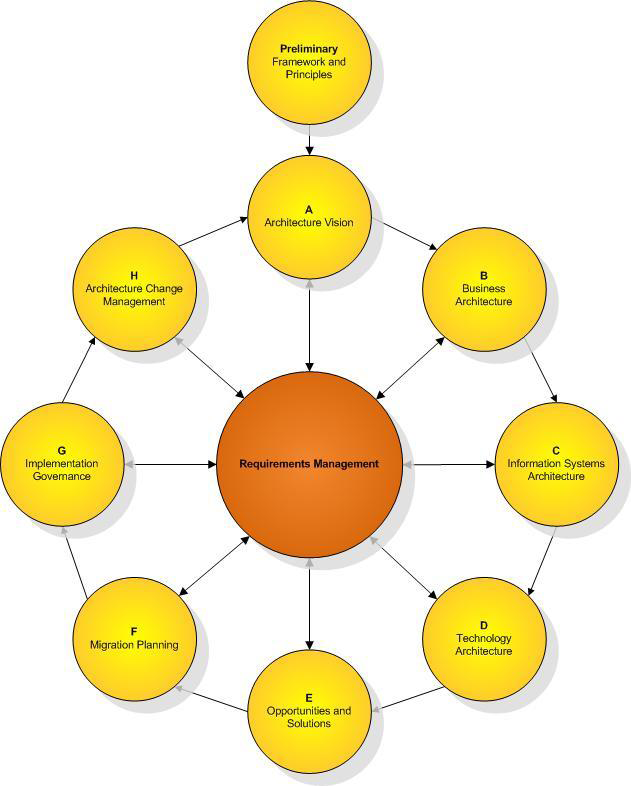 Preliminary
Framework and
Principles
A
Architecture Vision
H
Architecture Change
Management
B
Business
Architecture
G
Implementation
Governance
Requirements Management
C
Information Systems
Architecture
F
Migration Planning
D
Technology
Architecture
E
Opportunities and
Solutions